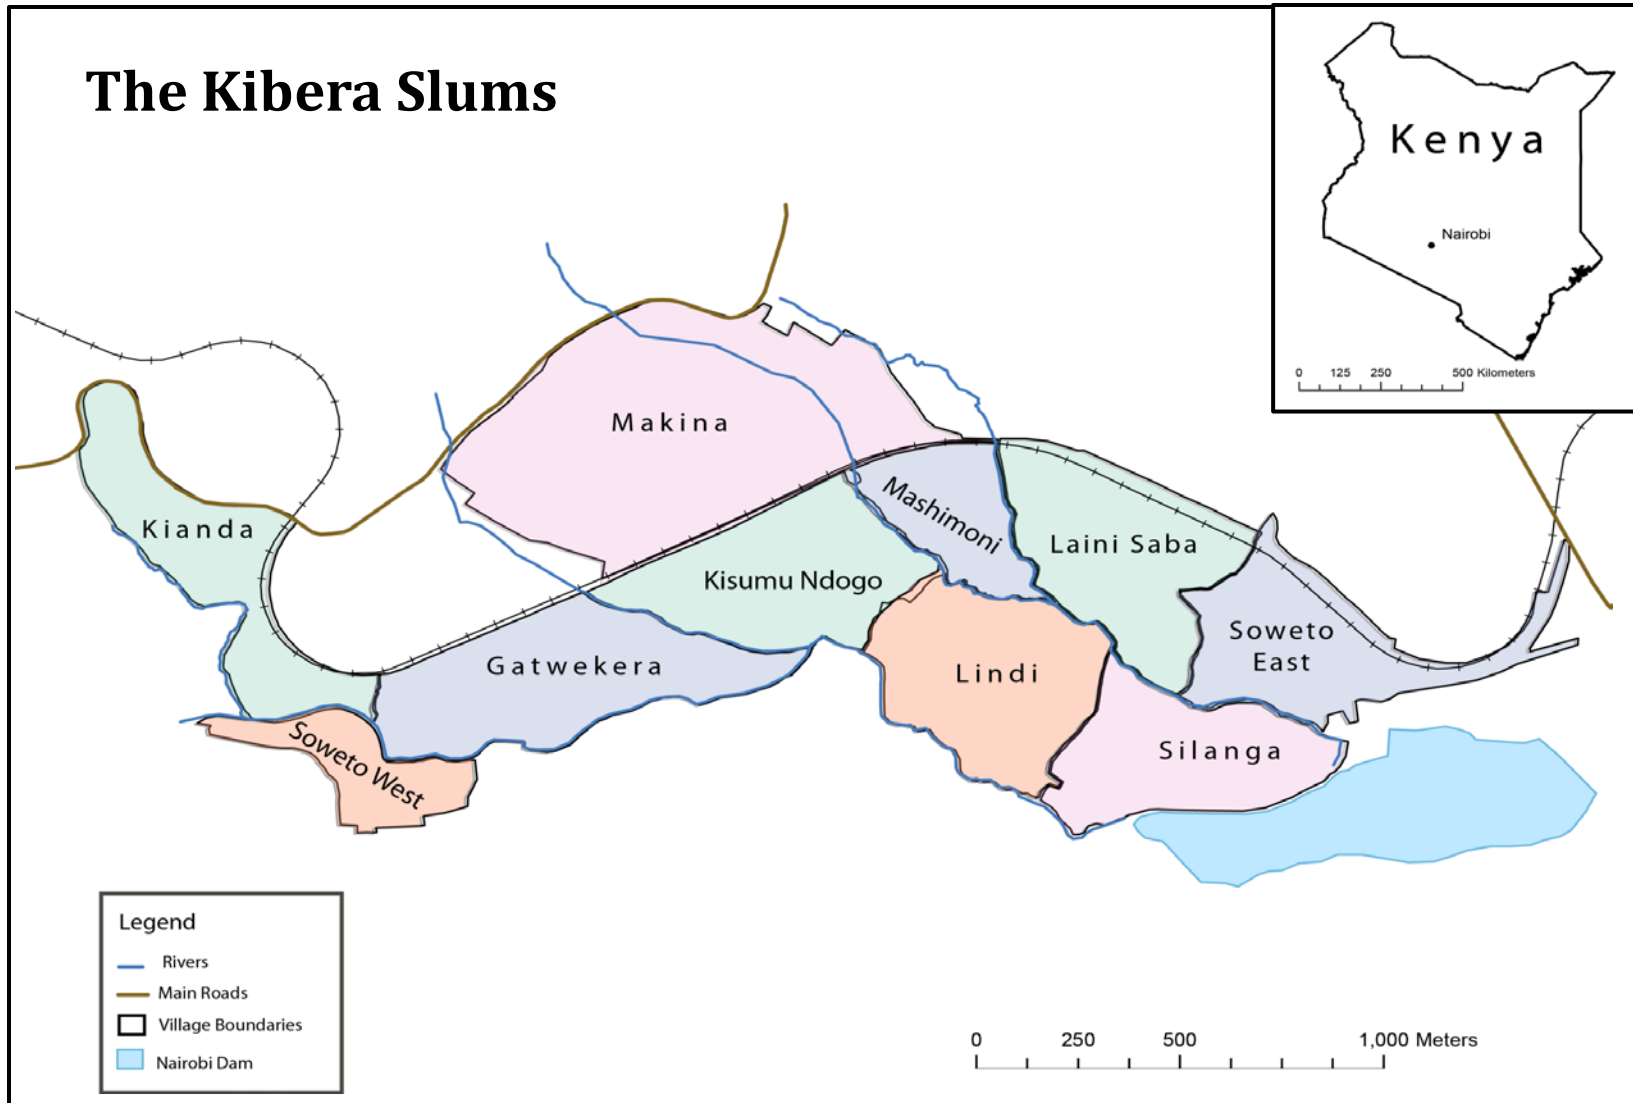 The Kibera Slums
Kenya
Nairobi
0 125 250 500 Kilometers
Makina
Kianda
Mashimoni
Laini Saba
Kisumu Ndogo
Soweto
East
Gatwekera
Lindi
Silanga
Soweto West
Legend
Rivers
Main Roads
Village Boundaries
Nairobi Dam
0 250 500 1,000 Meters